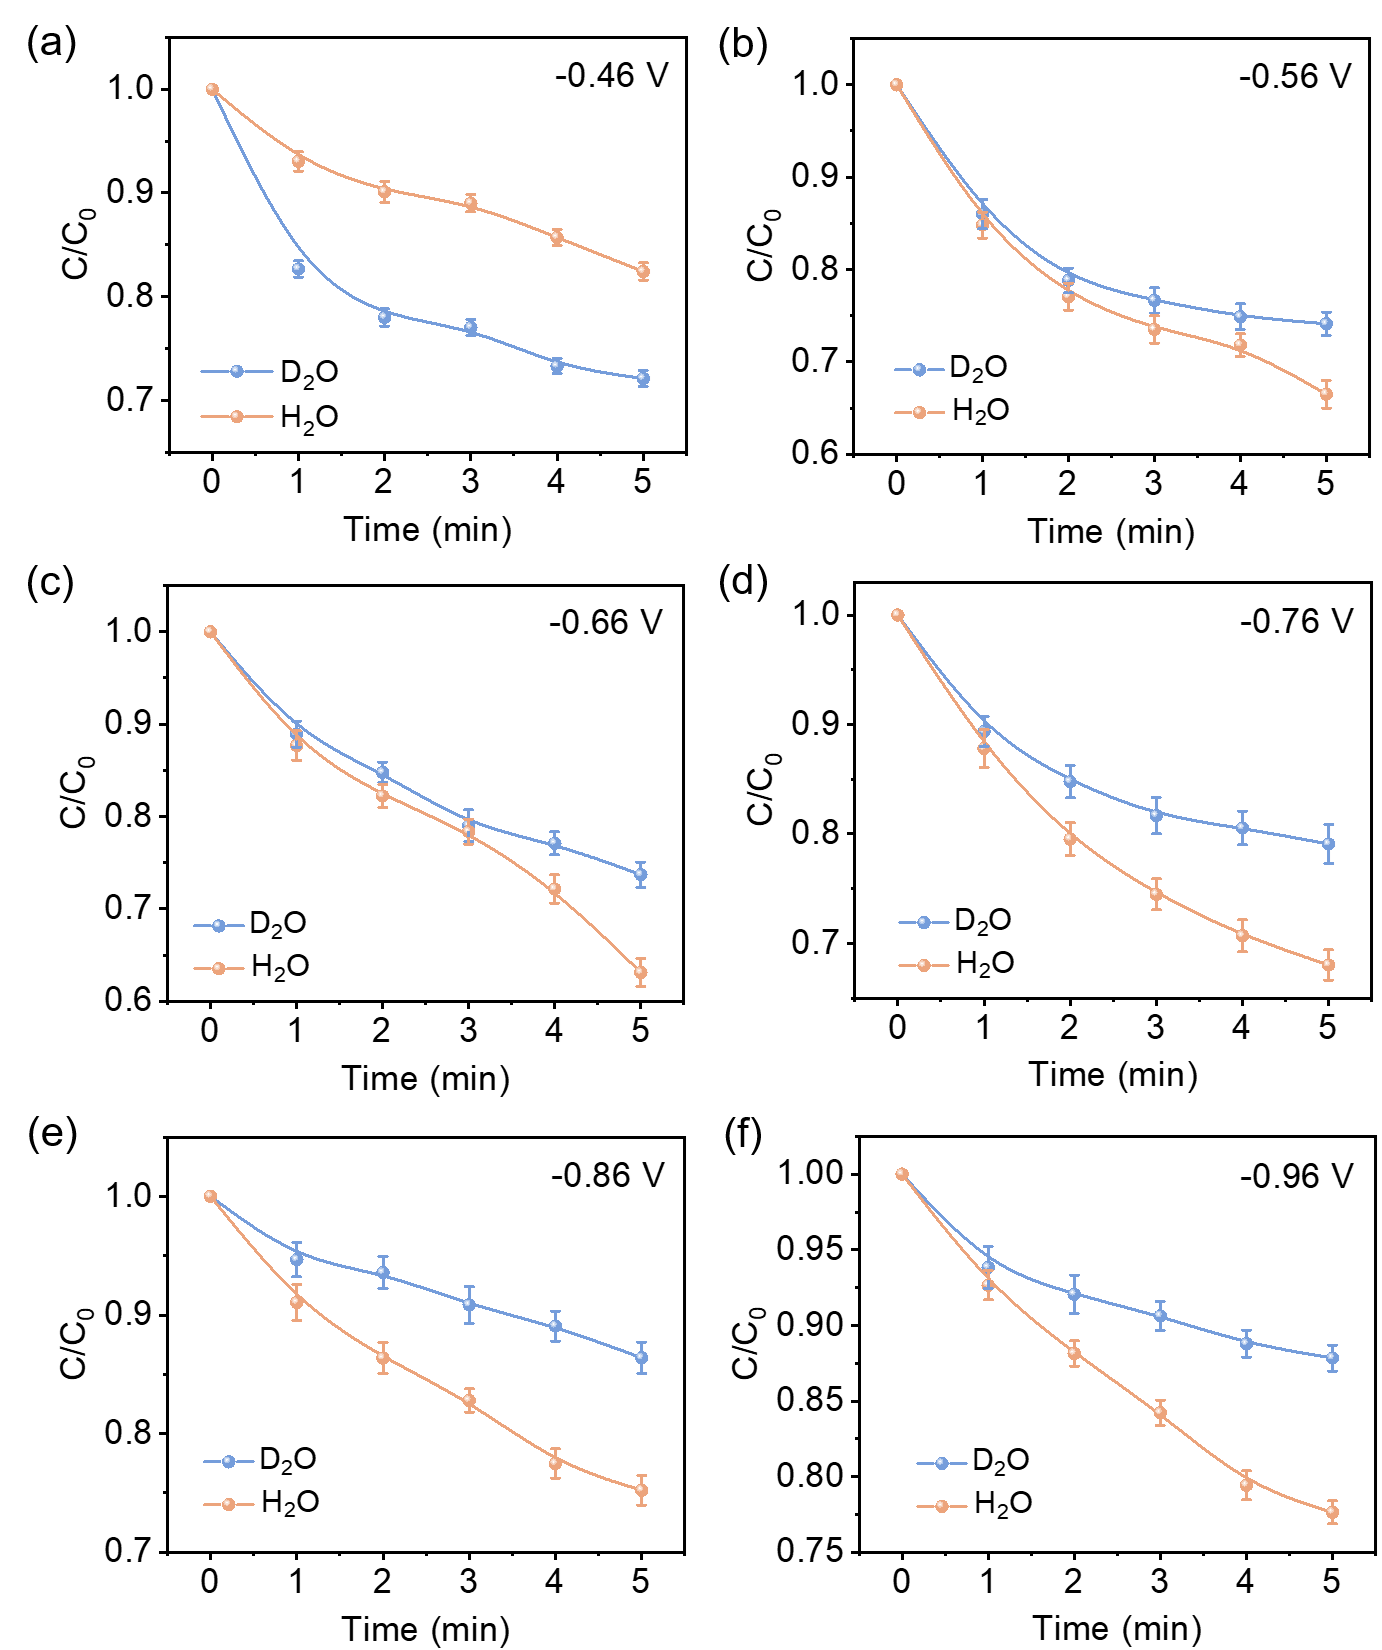 (a)
-0.46 V
1.0
0.9
0.8
0.7
C/C₀
D₂O
H₂O
0 1 2 3 4 5
Time (min)
(b)
-0.56 V
1.0
0.9
0.8
0.7
0.6
C/C₀
D₂O
H₂O
0 1 2 3 4 5
Time (min)
(c)
-0.66 V
1.0
0.9
0.8
0.7
0.6
C/C₀
D₂O
H₂O
0 1 2 3 4 5
Time (min)
(d)
-0.76 V
1.0
0.9
0.8
0.7
C/C₀
D₂O
H₂O
0 1 2 3 4 5
Time (min)
(e)
-0.86 V
1.0
0.9
0.8
0.7
C/C₀
D₂O
H₂O
0 1 2 3 4 5
Time (min)
(f)
-0.96 V
1.00
0.95
0.90
0.85
0.80
0.75
C/C₀
D₂O
H₂O
0 1 2 3 4 5
Time (min)